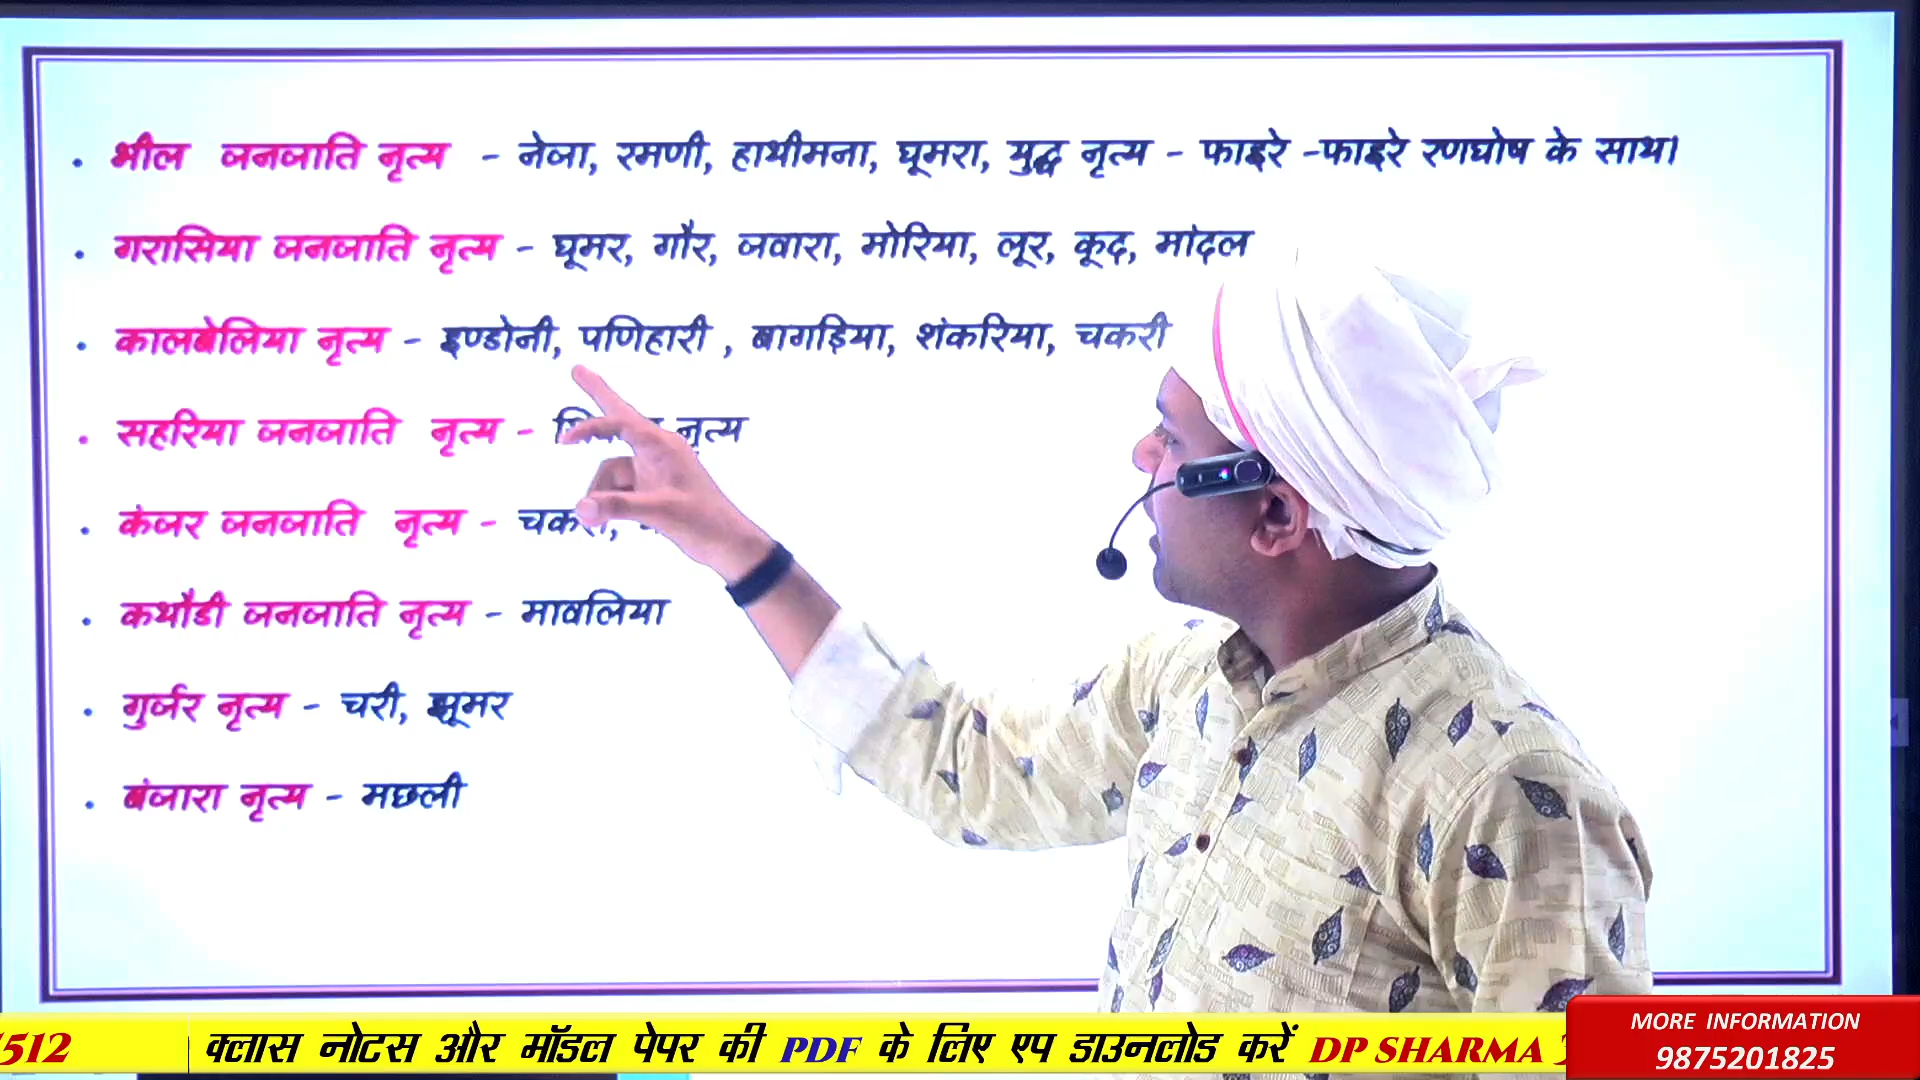 • भील जनजाति नृत्य - नेजा, रमणी, हाथीमना, घूमरा, युद्ध नृत्य - फाइरे -फाइरे रणघोष के साथ।
• गरासिया जनजाति नृत्य - घूमर, गौर, जवारा, मोरिया, लूर, कूद, मांदल
• कालबेलिया नृत्य - इण्डोनी, पणिहारी , बागड़िया, शंकरिया, चकरी
• सहरिया जनजाति नृत्य - नृत्य
• कंजर जनजाति नृत्य -
• कथौडी जनजाति नृत्य - मावलिया
• गुर्जर नृत्य - चरी, झूमर
• बंजारा नृत्य - मछली
512 क्लास नोटस और मॉडल पेपर की PDF के लिए एप डाउनलोड करें DP SHARMA
MORE INFORMATION
9875201825